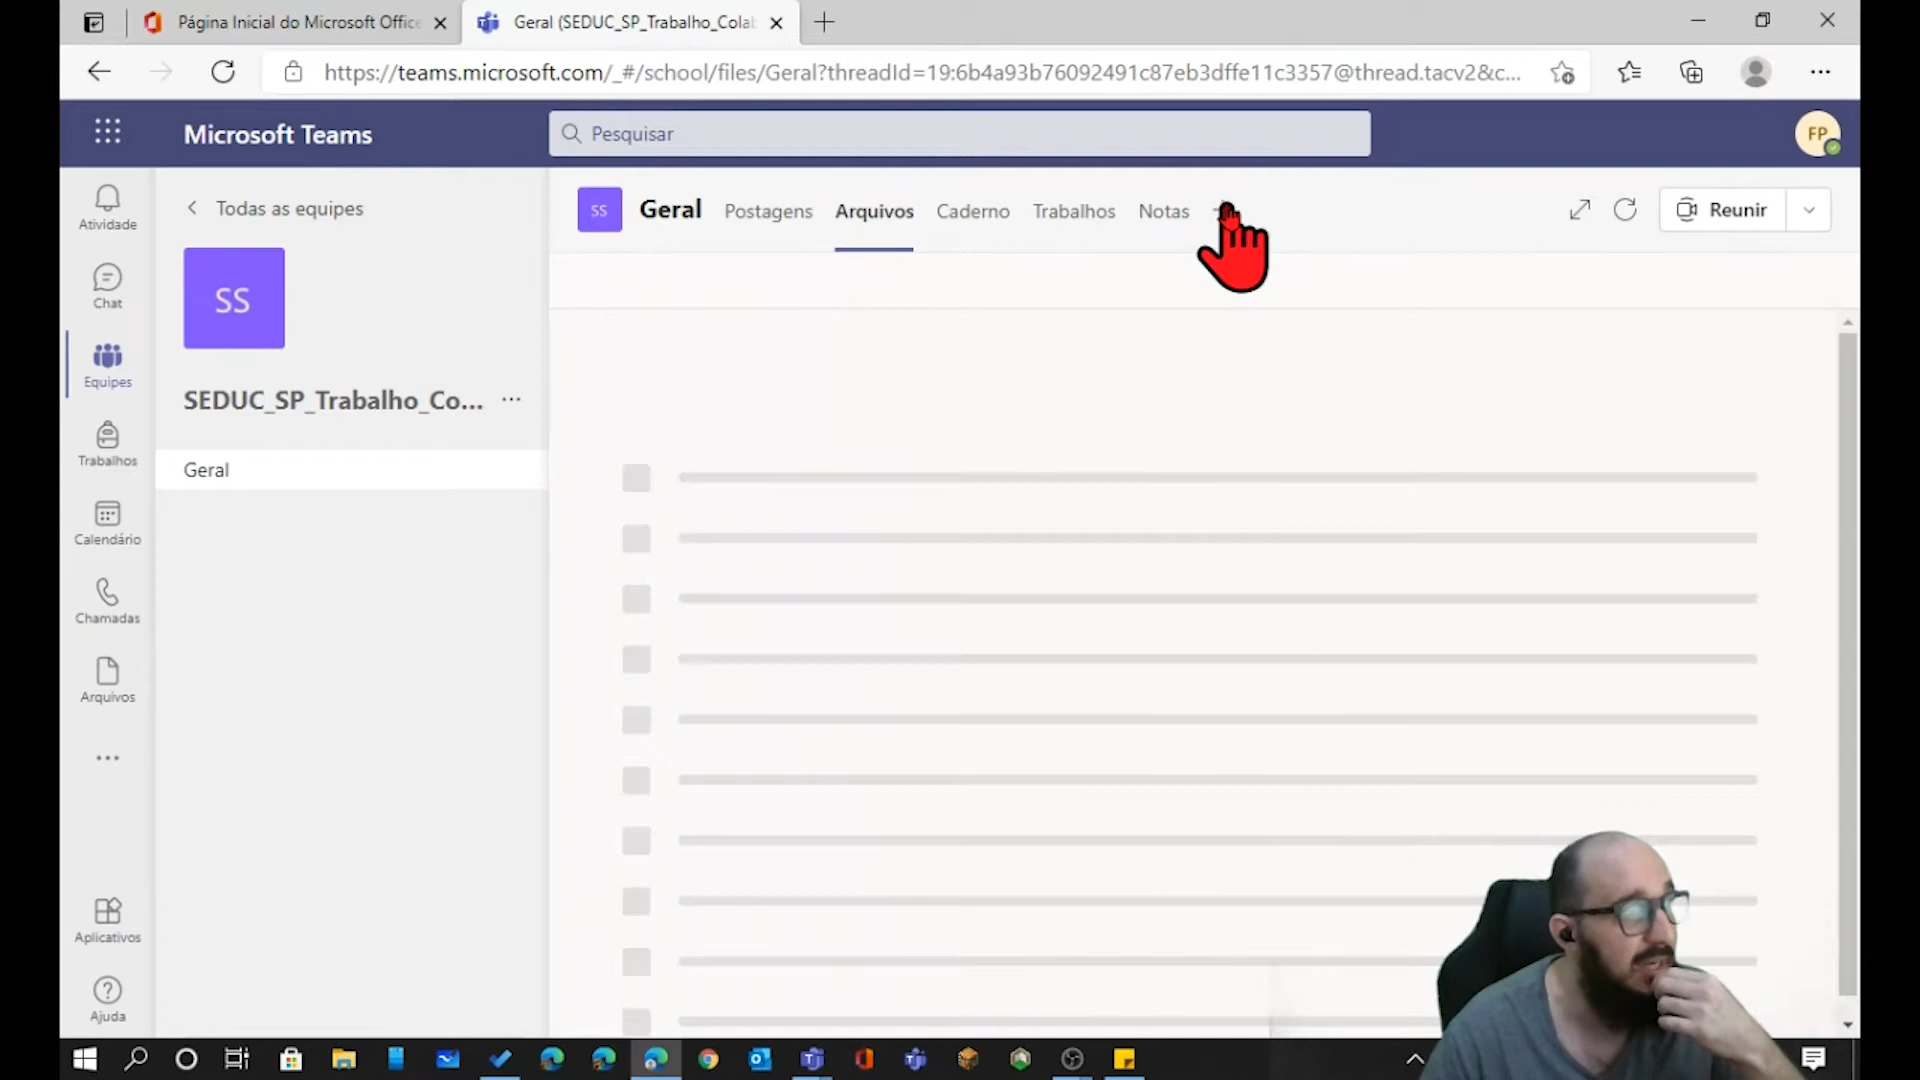 Página Inicial do Microsoft Office
Geral (SEDUC_SP_Trabalho_Colab
https://teams.microsoft.com/_#/school/files/Geral?threadId=19:6b4a93b76092491c87eb3dffe11c3357@thread.tacv2&c...
Microsoft Teams
Pesquisar
FP
Atividade
Chat
Equipes
Trabalhos
Calendário
Chamadas
Arquivos
Aplicativos
Ajuda
Todas as equipes
SS
SEDUC_SP_Trabalho_Co... ...
Geral
SS
Geral
Postagens
Arquivos
Caderno
Trabalhos
Notas
Reunir